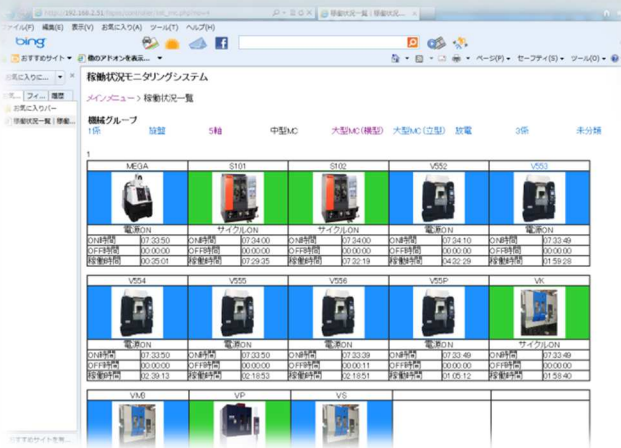 192.168.2.51
稼働状況一覧 | 稼働状況...
ファイル(F) 編集(E) 表示(V) お気に入り(A) ツール(T) ヘルプ(H)
bing
おすすめサイト 他のアドオンを表示...
ページ(P) セーフティ(S) ツール(O)
お気に入りに...
フィ... 履歴
お気に入りバー
稼働状況一覧 | 稼働...
稼働状況モニタリングシステム
メインメニュー > 稼働状況一覧
機械グループ
1係 旋盤 5軸 中型MC 大型MC(横型) 大型MC(立型) 放電 3係 未分類
1
MEGA S101 S102 V552 V553
電源ON サイクルON サイクルON 電源ON 電源ON
ON時間 07:33:50 ON時間 07:34:00 ON時間 07:34:00 ON時間 07:34:10 ON時間 07:33:49
OFF時間 00:00:00 OFF時間 00:00:00 OFF時間 00:00:00 OFF時間 00:00:00 OFF時間 00:00:00
稼働時間 00:35:01 稼働時間 07:29:35 稼働時間 07:32:19 稼働時間 04:32:29 稼働時間 01:59:28
V554 V555 V556 V55P VK
電源ON 電源ON 電源ON 電源ON サイクルON
ON時間 07:33:50 ON時間 07:33:50 ON時間 07:33:39 ON時間 07:33:49 ON時間 07:33:49
OFF時間 00:00:00 OFF時間 00:00:00 OFF時間 00:00:11 OFF時間 00:00:00 OFF時間 00:00:00
稼働時間 02:39:13 稼働時間 02:18:53 稼働時間 02:18:51 稼働時間 01:05:12 稼働時間 01:58:40
VM3 VP VS